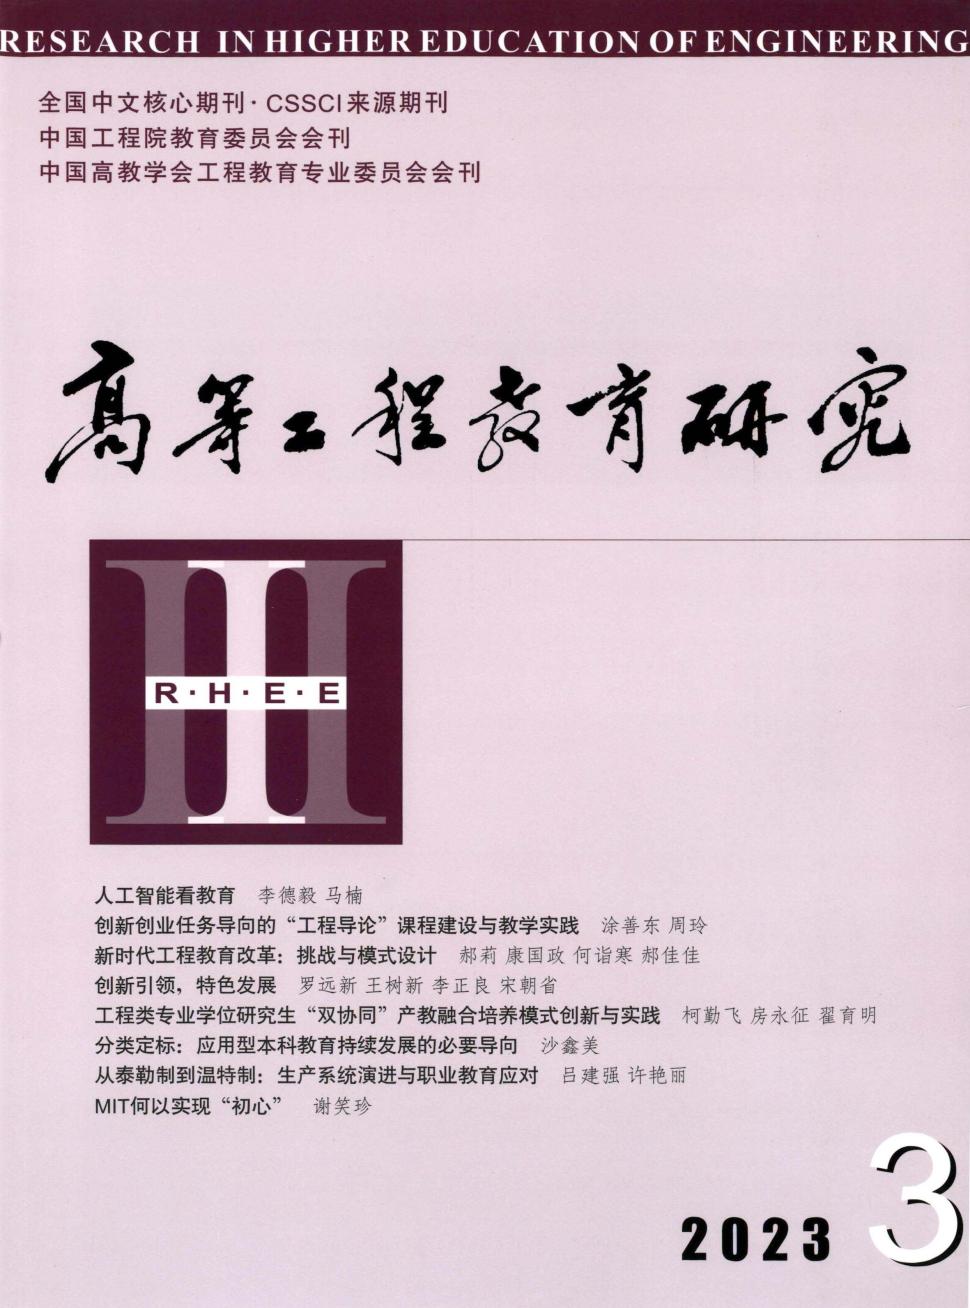 RESEARCH IN HIGHER EDUCATION OF ENGINEERING
全国中文核心期刊·CSSCI来源期刊
中国工程院教育委员会会刊
中国高教学会工程教育专业委员会会刊
高等工程教育研究
R·H·E·E
人工智能看教育 李德毅 马楠
创新创业任务导向的“工程导论”课程建设与教学实践 涂善东 周玲
新时代工程教育改革：挑战与模式设计 郝莉 康国政 何诣寒 郝佳佳
创新引领，特色发展 罗远新 王树新 李正良 宋朝省
工程类专业学位研究生“双协同”产教融合培养模式创新与实践 柯勤飞 房永征 翟育明
分类定标：应用型本科教育持续发展的必要导向 沙鑫美
从泰勒制到温特制：生产系统演进与职业教育应对 吕建强 许艳丽
MIT何以实现“初心” 谢笑珍
2023 3